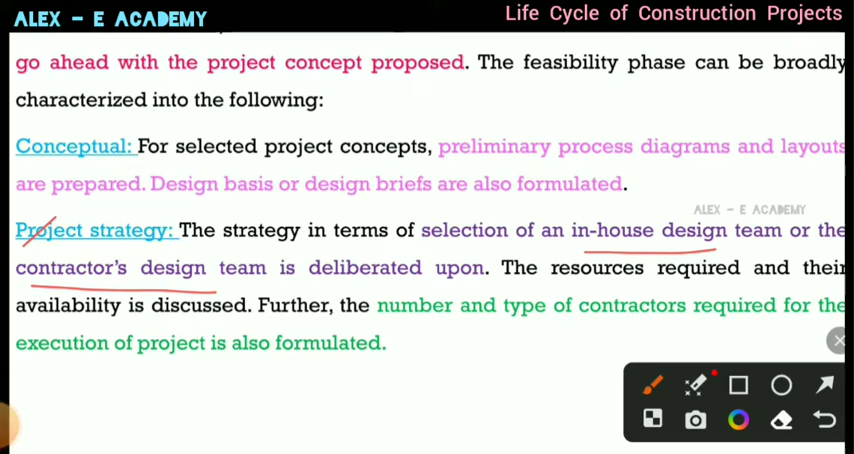 ALEX - E ACADEMY
Life Cycle of Construction Projects
go ahead with the project concept proposed. The feasibility phase can be broadly
characterized into the following:
Conceptual: For selected project concepts, preliminary process diagrams and layouts
are prepared. Design basis or design briefs are also formulated.
ALEX - E ACADEMY
Project strategy: The strategy in terms of selection of an in-house design team or the
contractor's design team is deliberated upon. The resources required and their
availability is discussed. Further, the number and type of contractors required for the
execution of project is also formulated.